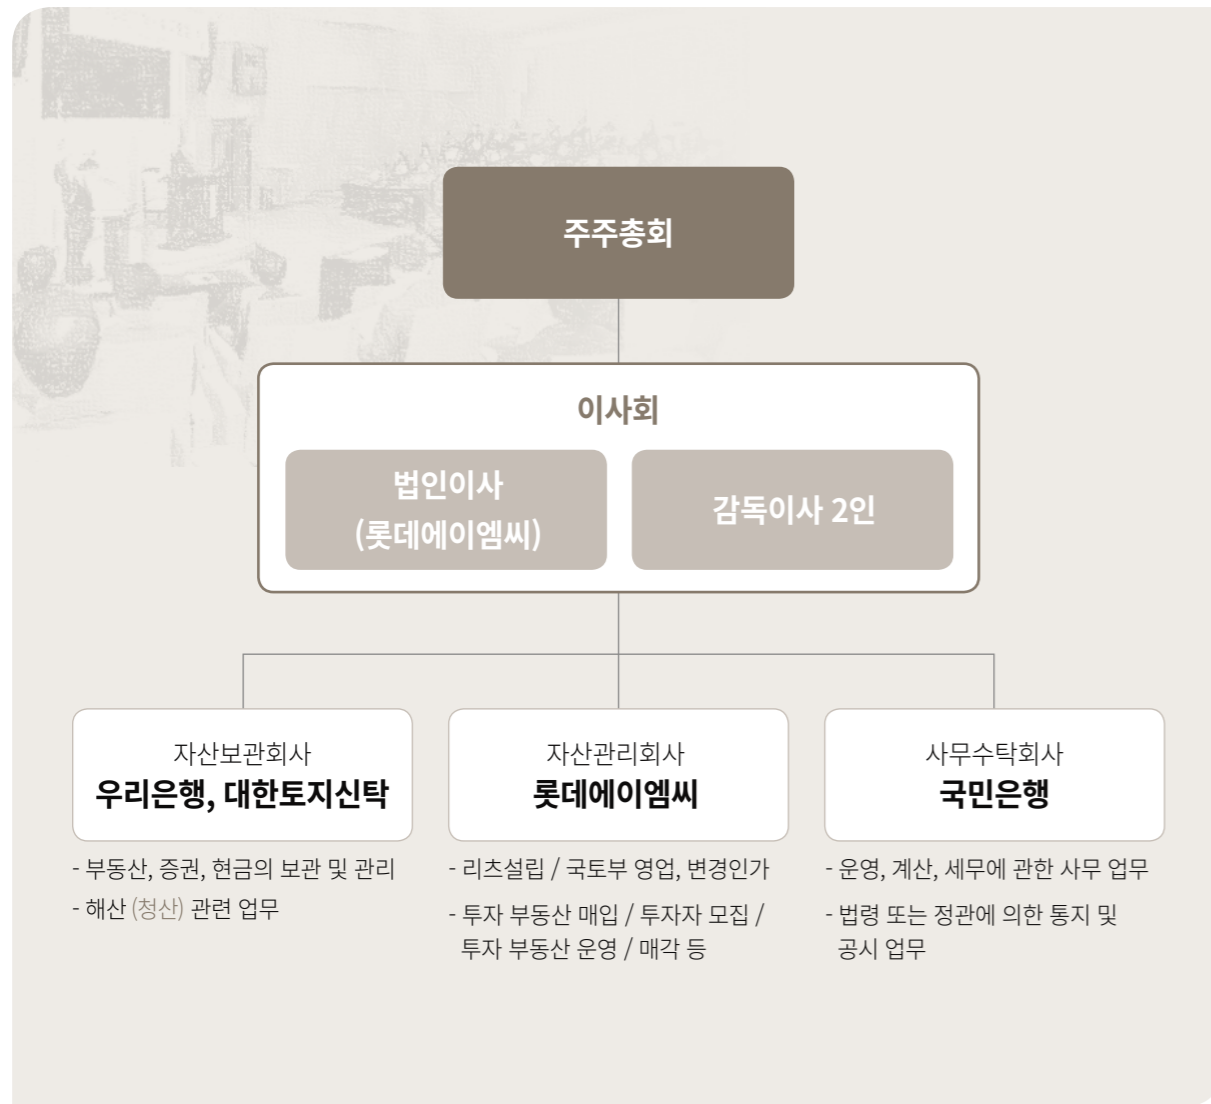 주주총회
이사회
법인이사
(롯데에이엠씨)
감독이사 2인
자산보관회사
우리은행, 대한토지신탁
- 부동산, 증권, 현금의 보관 및 관리
- 해산 (청산) 관련 업무
자산관리회사
롯데에이엠씨
- 리츠설립 / 국토부 영업, 변경인가
- 투자 부동산 매입 / 투자자 모집 /
투자 부동산 운영 / 매각 등
사무수탁회사
국민은행
- 운영, 계산, 세무에 관한 사무 업무
- 법령 또는 정관에 의한 통지 및
공시 업무